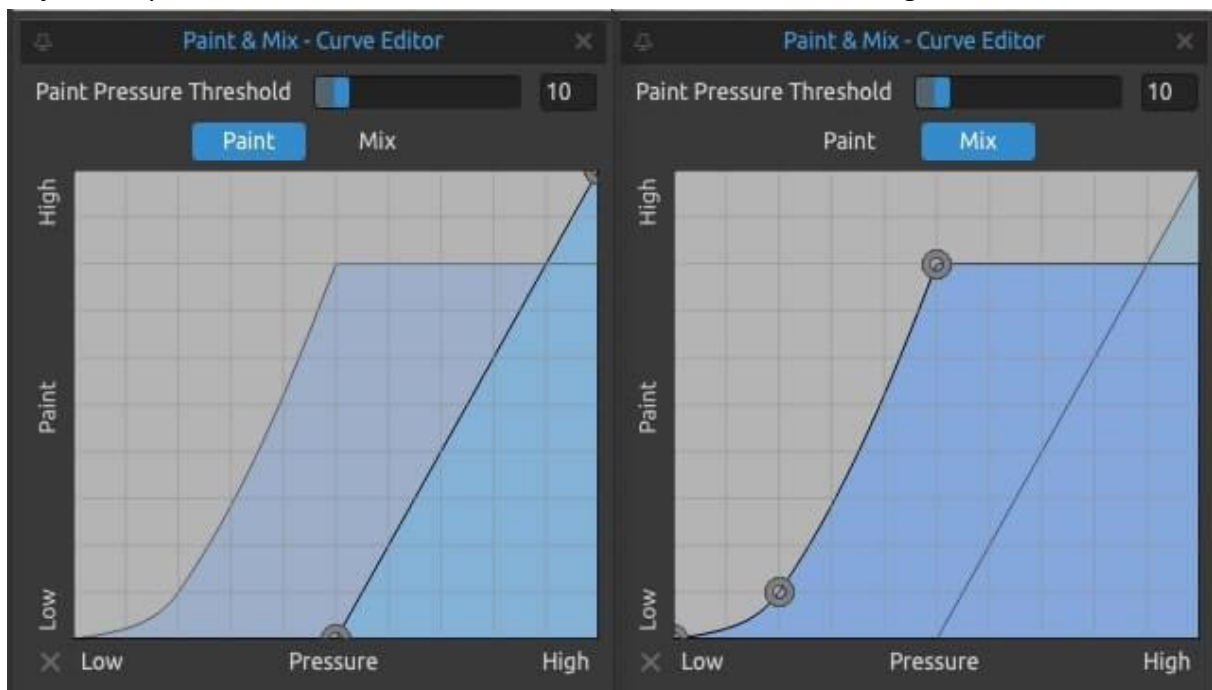 Paint & Mix - Curve Editor
Paint Pressure Threshold 10
Paint Mix
High
Paint
Low
Low Pressure High
Paint & Mix - Curve Editor
Paint Pressure Threshold 10
Paint Mix
High
Paint
Low
Low Pressure High